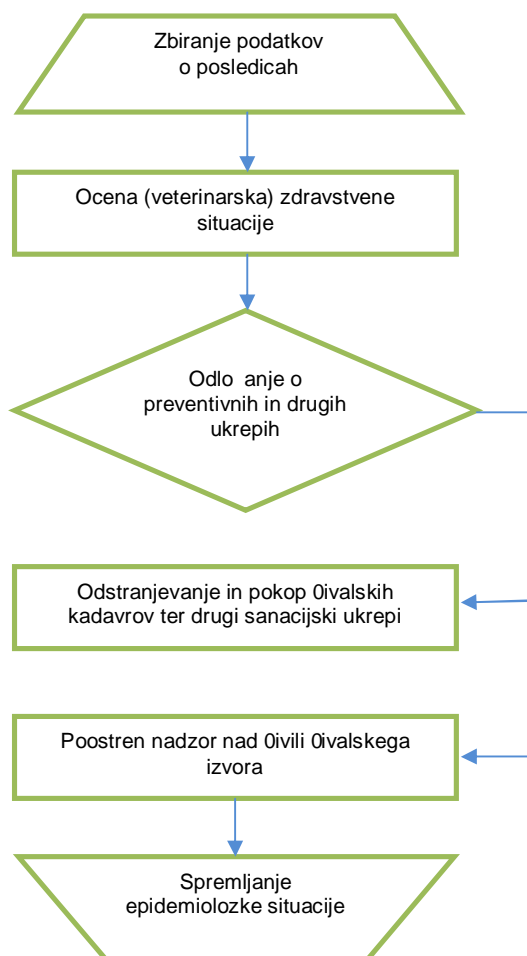 Zbiranje podatkov
o posledicah
Ocena (veterinarska) zdravstvene
situacije
Odlo anje o
preventivnih in drugih
ukrepih
Odstranjevanje in pokop 0ivalskih
kadavrov ter drugi sanacijski ukrepi
Poostren nadzor nad 0ivili 0ivalskega
izvora
Spremljanje
epidemiolozke situacije